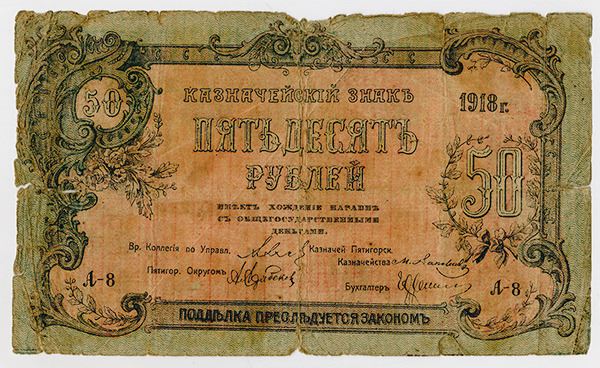 50
КАЗНАЧЕЙСКІЙ ЗНАКЪ
1918 г.
ПЯТЬДЕСЯТЪ
РУБЛЕЙ
50
ИМѢЕТЪ ХОЖДЕНІЕ НАРАВНѢ
СЪ ОБЩЕГОСУДАРСТВЕННЫМИ
ДЕНЬГАМИ.
Вр. Коллегія по Управл.
Казначей Пятигорск.
Казначейства
Пятигор. Округомъ
Бухгалтеръ
А-8
А-8
ПОДДѢЛКА ПРЕСЛѢДУЕТСЯ ЗАКОНОМЪ